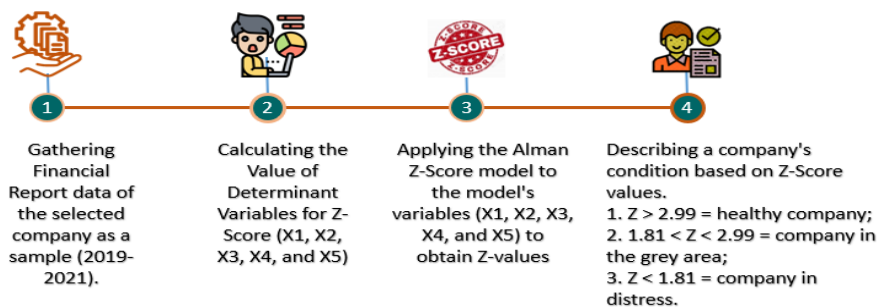 Z-SCORE
Z-SCORE
Z-SCORE
1
2
3
4
Gathering
Financial
Report data of
the selected
company as a
sample (2019-
2021).
Calculating the
Value of
Determinant
Variables for Z-
Score (X1, X2,
X3, X4, and X5)
Applying the Alman
Z-Score model to
the model's
variables (X1, X2, X3,
X4, and X5) to
obtain Z-values
Describing a company's
condition based on Z-Score
values.
1. Z > 2.99 = healthy company;
2. 1.81 < Z < 2.99 = company in
the grey area;
3. Z < 1.81 = company in
distress.